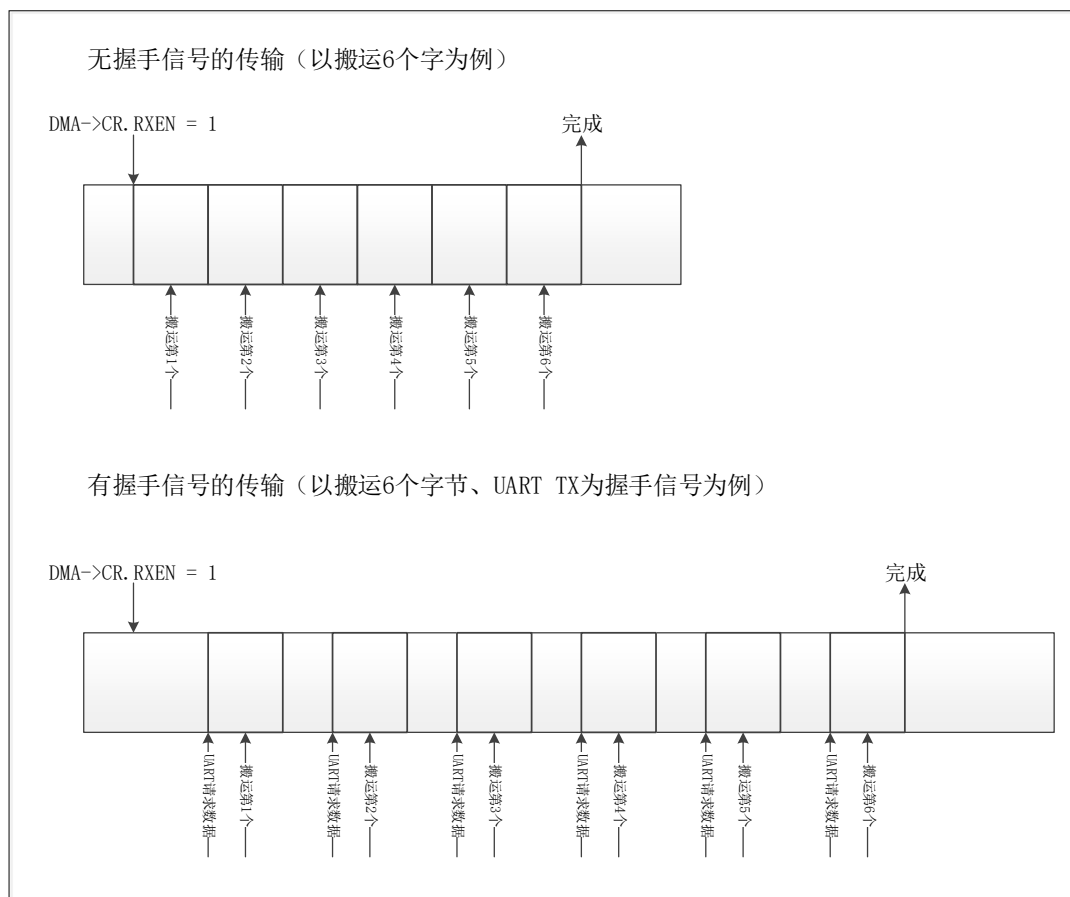 无握手信号的传输（以搬运6个字为例）
DMA->CR.RXEN = 1
完成
搬运第1个
搬运第2个
搬运第3个
搬运第4个
搬运第5个
搬运第6个
有握手信号的传输（以搬运6个字节、UART TX为握手信号为例）
DMA->CR.RXEN = 1
完成
UART请求数据
搬运第1个
UART请求数据
搬运第2个
UART请求数据
搬运第3个
UART请求数据
搬运第4个
UART请求数据
搬运第5个
UART请求数据
搬运第6个